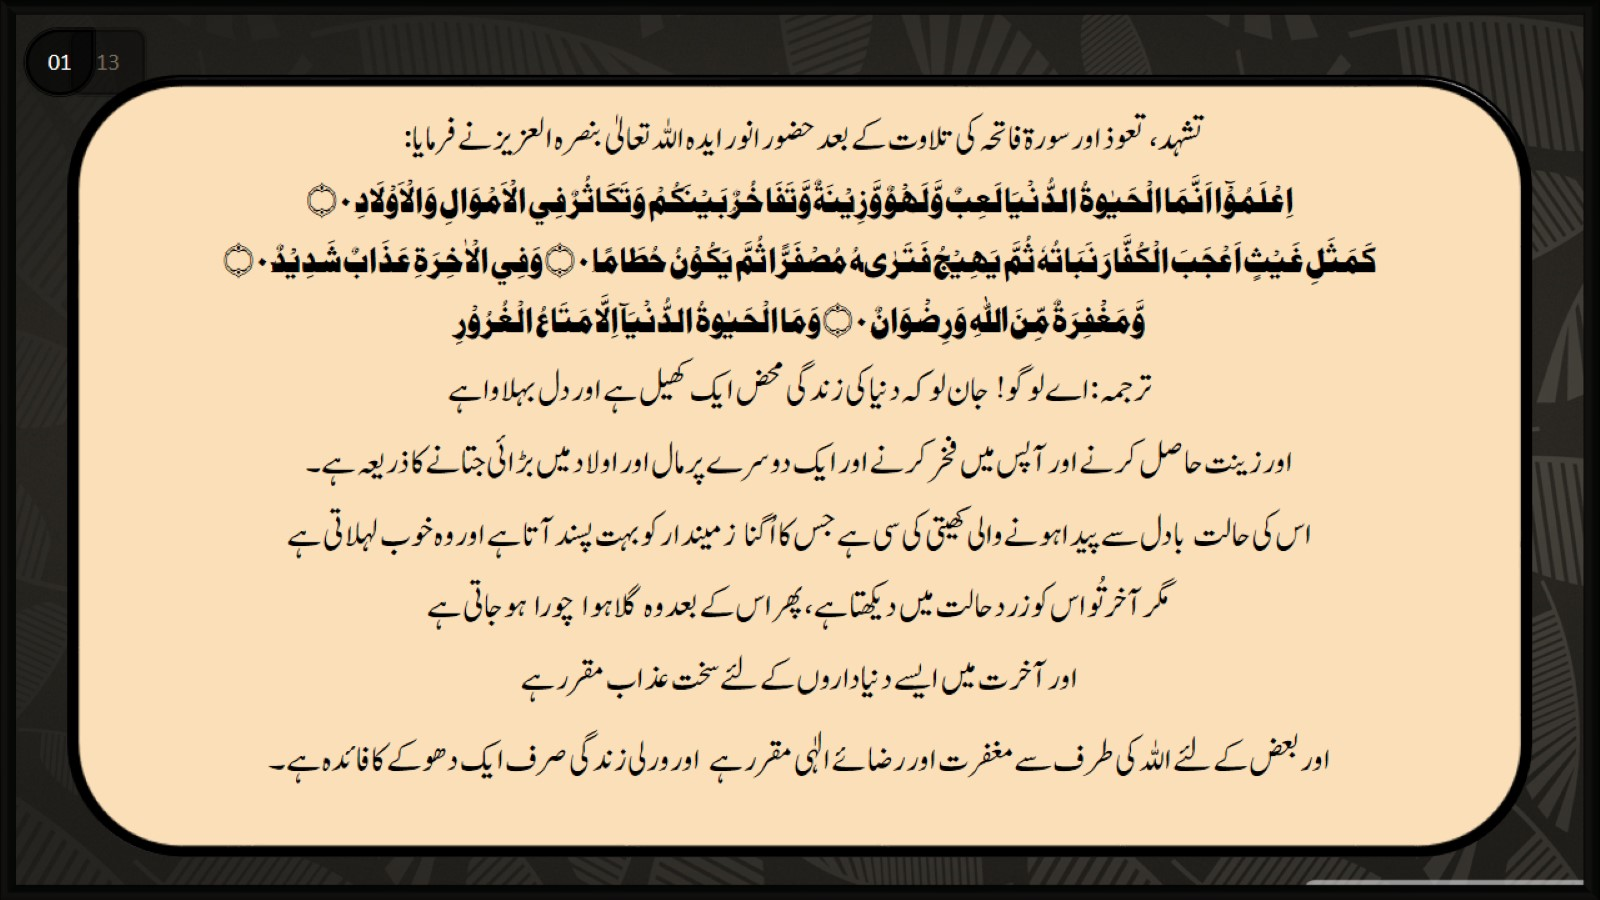 01 13
تشہد، تعوذ اور سورۃ فاتحہ کی تلاوت کے بعد حضور انور ایدہ اللہ تعالیٰ بنصرہ العزیز نے فرمایا:
اِعْلَمُوْٓا اَنَّمَا الْحَيٰوةُ الدُّنْيَا لَعِبٌ وَّلَهْوٌ وَّزِيْنَةٌ وَّتَفَاخُرٌۢ بَيْنَكُمْ وَتَكَاثُرٌ فِي الْاَمْوَالِ وَالْاَوْلَادِ۰۝
كَمَثَلِ غَيْثٍ اَعْجَبَ الْكُفَّارَ نَبَاتُهٗ ثُمَّ يَهِيْجُ فَتَرٰىهُ مُصْفَرًّا ثُمَّ يَكُوْنُ حُطَامًا۰۝وَفِي الْاٰخِرَةِ عَذَابٌ شَدِيْدٌ۰۝
وَّمَغْفِرَةٌ مِّنَ اللّٰهِ وَرِضْوَانٌ۰۝وَمَا الْحَيٰوةُ الدُّنْيَآ اِلَّا مَتَاعُ الْغُرُوْرِ
ترجمہ: اے لوگو! جان لو کہ دنیا کی زندگی محض ایک کھیل ہے اور دل بہلاوا ہے
اور زینت حاصل کرنے اور آپس میں فخر کرنے اور ایک دوسرے پر مال اور اولاد میں بڑائی جتانے کا ذریعہ ہے۔
اس کی حالت بادل سے پیدا ہونے والی کھیتی کی سی ہے جس کا اُگنا زمیندار کو بہت پسند آتا ہے اور وہ خوب لہلاتی ہے
مگر آخر تُو اس کو زرد حالت میں دیکھتا ہے، پھر اس کے بعد وہ گلا ہوا چورا ہو جاتی ہے
اور آخرت میں ایسے دنیاداروں کے لئے سخت عذاب مقرر ہے
اور بعض کے لئے اللہ کی طرف سے مغفرت اور رضائے الٰہی مقرر ہے اور ورلی زندگی صرف ایک دھوکے کا فائدہ ہے۔